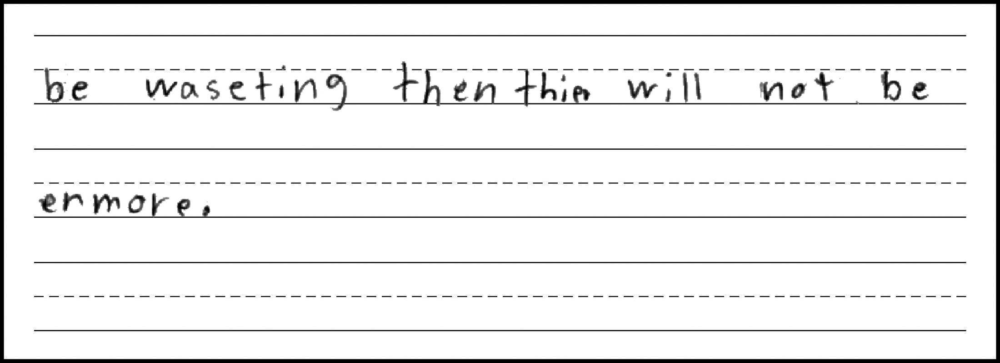 be waseting then thier will not be
enmore.